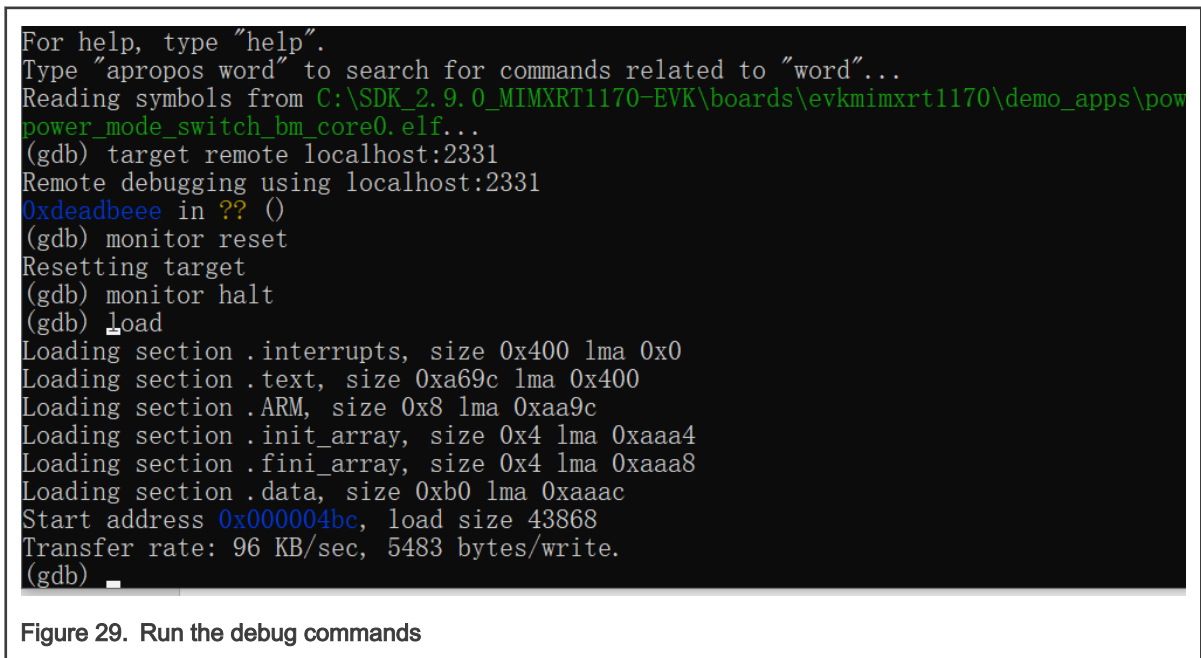 For help, type "help".
Type "apropos word" to search for commands related to "word"...
Reading symbols from C:\SDK_2.9.0_MIMXRT1170-EVK\boards\evkmimxrt1170\demo_apps\pow
power_mode_switch_bm_core0.elf...
(gdb) target remote localhost:2331
Remote debugging using localhost:2331
0xdeadbeee in ?? ()
(gdb) monitor reset
Resetting target
(gdb) monitor halt
(gdb) load
Loading section .interrupts, size 0x400 lma 0x0
Loading section .text, size 0xa69c lma 0x400
Loading section .ARM, size 0x8 lma 0xaa9c
Loading section .init_array, size 0x4 lma 0xaaa4
Loading section .fini_array, size 0x4 lma 0xaaa8
Loading section .data, size 0xb0 lma 0xaaac
Start address 0x000004bc, load size 43868
Transfer rate: 96 KB/sec, 5483 bytes/write.
(gdb)
Figure 29. Run the debug commands